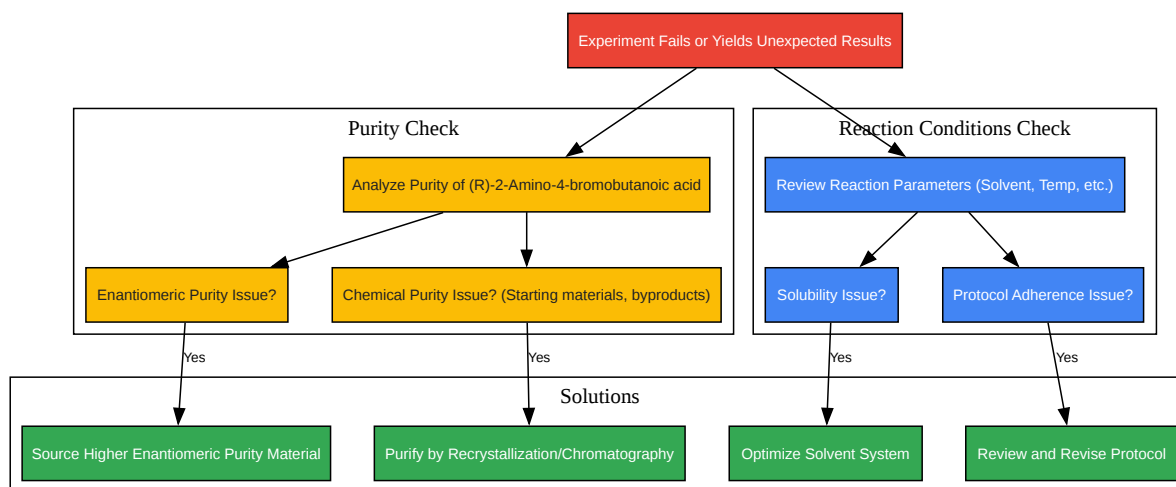 Experiment Fails or Yields Unexpected Results
Purity Check
Reaction Conditions Check
Analyze Purity of (R)-2-Amino-4-bromobutanoic acid
Review Reaction Parameters (Solvent, Temp, etc.)
Enantiomeric Purity Issue?
Chemical Purity Issue? (Starting materials, byproducts)
Solubility Issue?
Protocol Adherence Issue?
Yes
Yes
Yes
Yes
Solutions
Source Higher Enantiomeric Purity Material
Purify by Recrystallization/Chromatography
Optimize Solvent System
Review and Revise Protocol